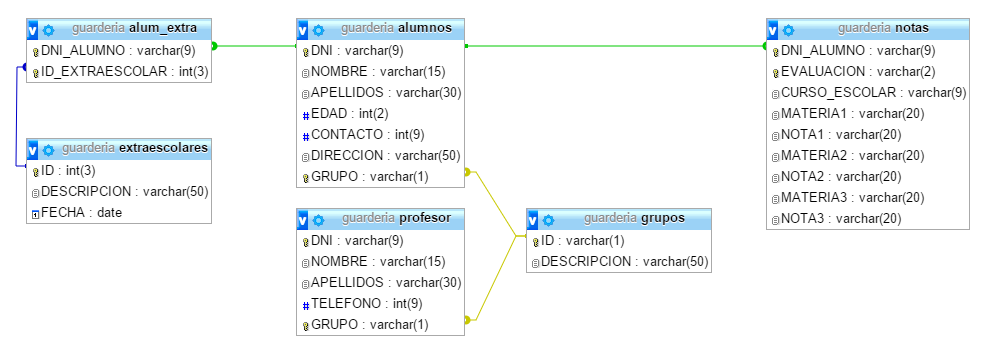 guarderia alum_extra
DNI_ALUMNO : varchar(9)
ID_EXTRAESCOLAR : int(3)
guarderia extraescolares
ID : int(3)
DESCRIPCION : varchar(50)
FECHA : date
guarderia alumnos
DNI : varchar(9)
NOMBRE : varchar(15)
APELLIDOS : varchar(30)
EDAD : int(2)
CONTACTO : int(9)
DIRECCION : varchar(50)
GRUPO : varchar(1)
guarderia profesor
DNI : varchar(9)
NOMBRE : varchar(15)
APELLIDOS : varchar(30)
TELEFONO : int(9)
GRUPO : varchar(1)
guarderia grupos
ID : varchar(1)
DESCRIPCION : varchar(50)
guarderia notas
DNI_ALUMNO : varchar(9)
EVALUACION : varchar(2)
CURSO_ESCOLAR : varchar(9)
MATERIA1 : varchar(20)
NOTA1 : varchar(20)
MATERIA2 : varchar(20)
NOTA2 : varchar(20)
MATERIA3 : varchar(20)
NOTA3 : varchar(20)